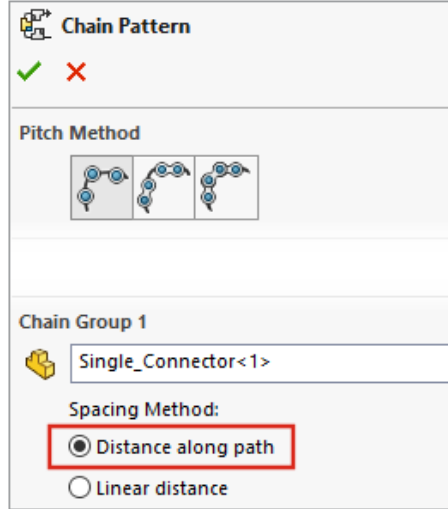 Chain Pattern
Pitch Method
Chain Group 1
Single_Connector<1>
Spacing Method:
Distance along path
Linear distance